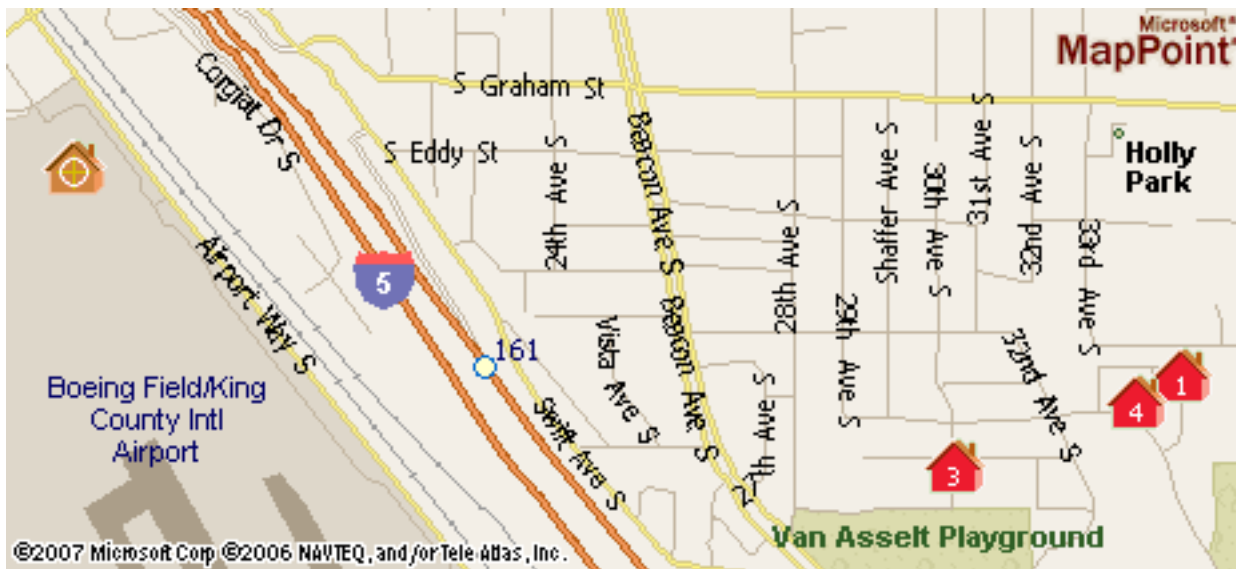 Microsoft®
MapPoint®
Corgiat Dr S
S Graham St
S Eddy St
24th Ave S
Beacon Ave S
Beacon Ave S
28th Ave S
29th Ave S
Shaffer Ave S
30th Ave S
31st Ave S
32nd Ave S
33rd Ave S
Holly
Park
5
Airport Way S
161
Vista Ave S
32nd Ave S
Boeing Field/King
County Intl
Airport
Swift Ave S
27th Ave S
1
4
3
Van Asselt Playground
©2007 Microsoft Corp ©2006 NAVTEQ, and/or Tele Atlas, Inc.